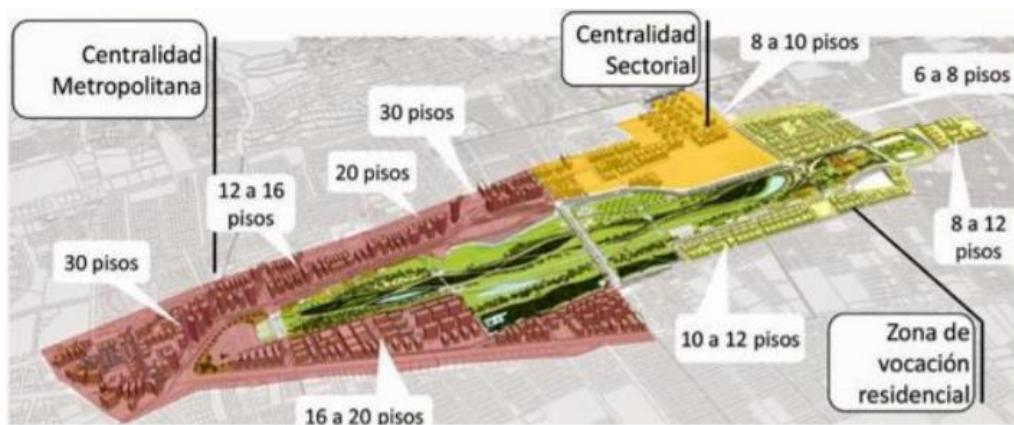 Centralidad
Metropolitana
Centralidad
Sectorial
8 a 10 pisos
6 a 8 pisos
30 pisos
20 pisos
12 a 16
pisos
30 pisos
8 a 12
pisos
10 a 12 pisos
Zona de
vocación
residencial
16 a 20 pisos